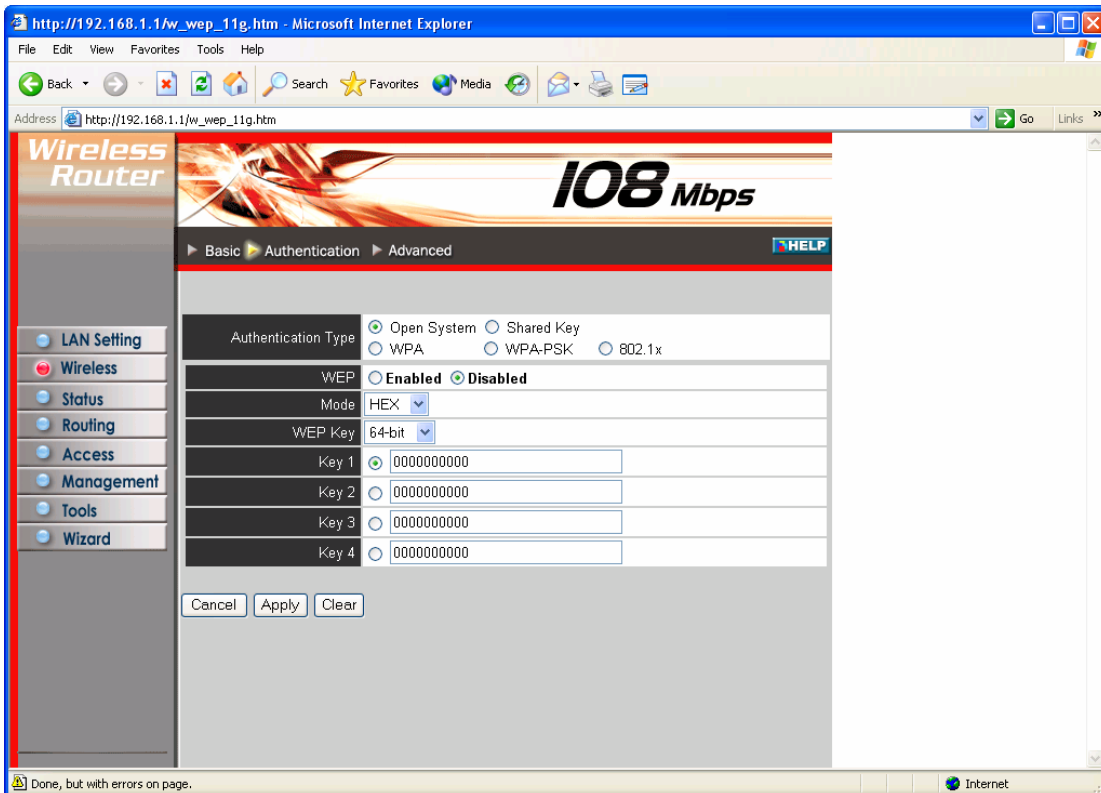 http://192.168.1.1/w_wep_11g.htm - Microsoft Internet Explorer
File Edit View Favorites Tools Help
Back Search Favorites Media
Address http://192.168.1.1/w_wep_11g.htm Go Links »
Wireless
Router
108 Mbps
Basic Authentication Advanced HELP
LAN Setting
Wireless
Status
Routing
Access
Management
Tools
Wizard
Authentication Type Open System Shared Key
WPA WPA-PSK 802.1x
WEP Enabled Disabled
Mode HEX
WEP Key 64-bit
Key 1 0000000000
Key 2 0000000000
Key 3 0000000000
Key 4 0000000000
Cancel Apply Clear
Done, but with errors on page. Internet